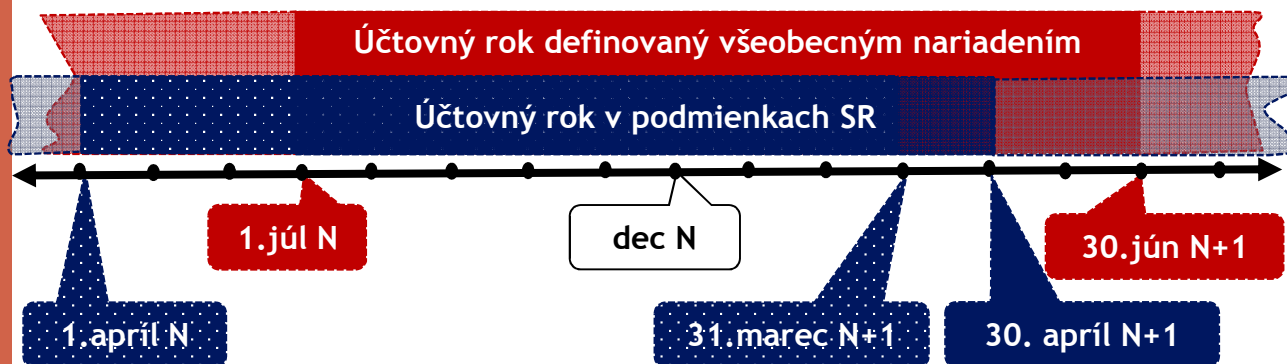 Účtovný rok definovaný všeobecným nariadením
Účtovný rok v podmienkach SR
1.júl N
dec N
30.jún N+1
1.apríl N
31.marec N+1
30. apríl N+1